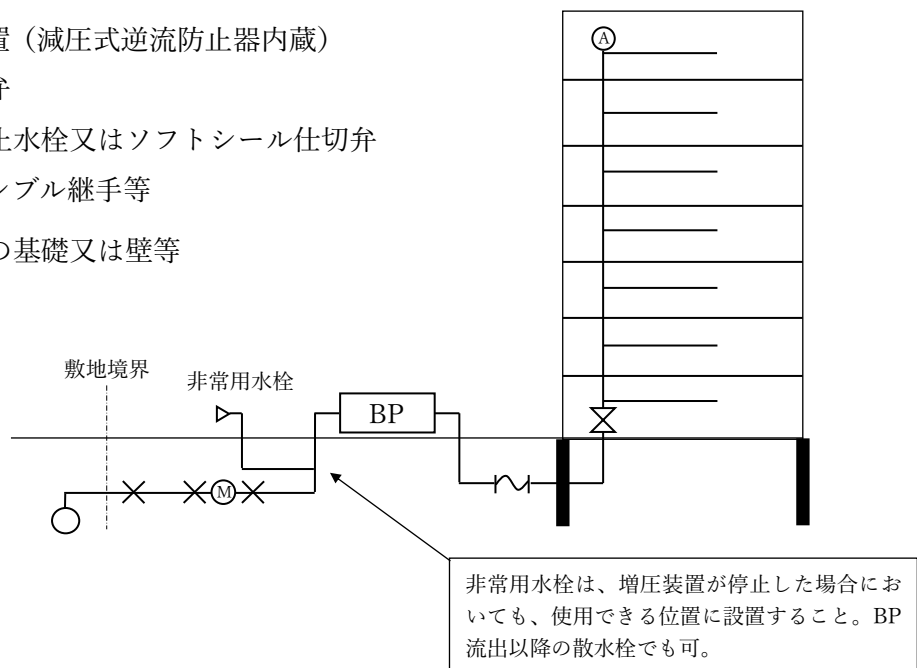 置（減圧式逆流防止器内蔵）
弁
止水栓又はソフトシール仕切弁
シブル継手等
の基礎又は壁等
A
敷地境界
非常用水栓
BP
M
非常用水栓は、増圧装置が停止した場合にお
いても、使用できる位置に設置すること。BP
流出以降の散水栓でも可。